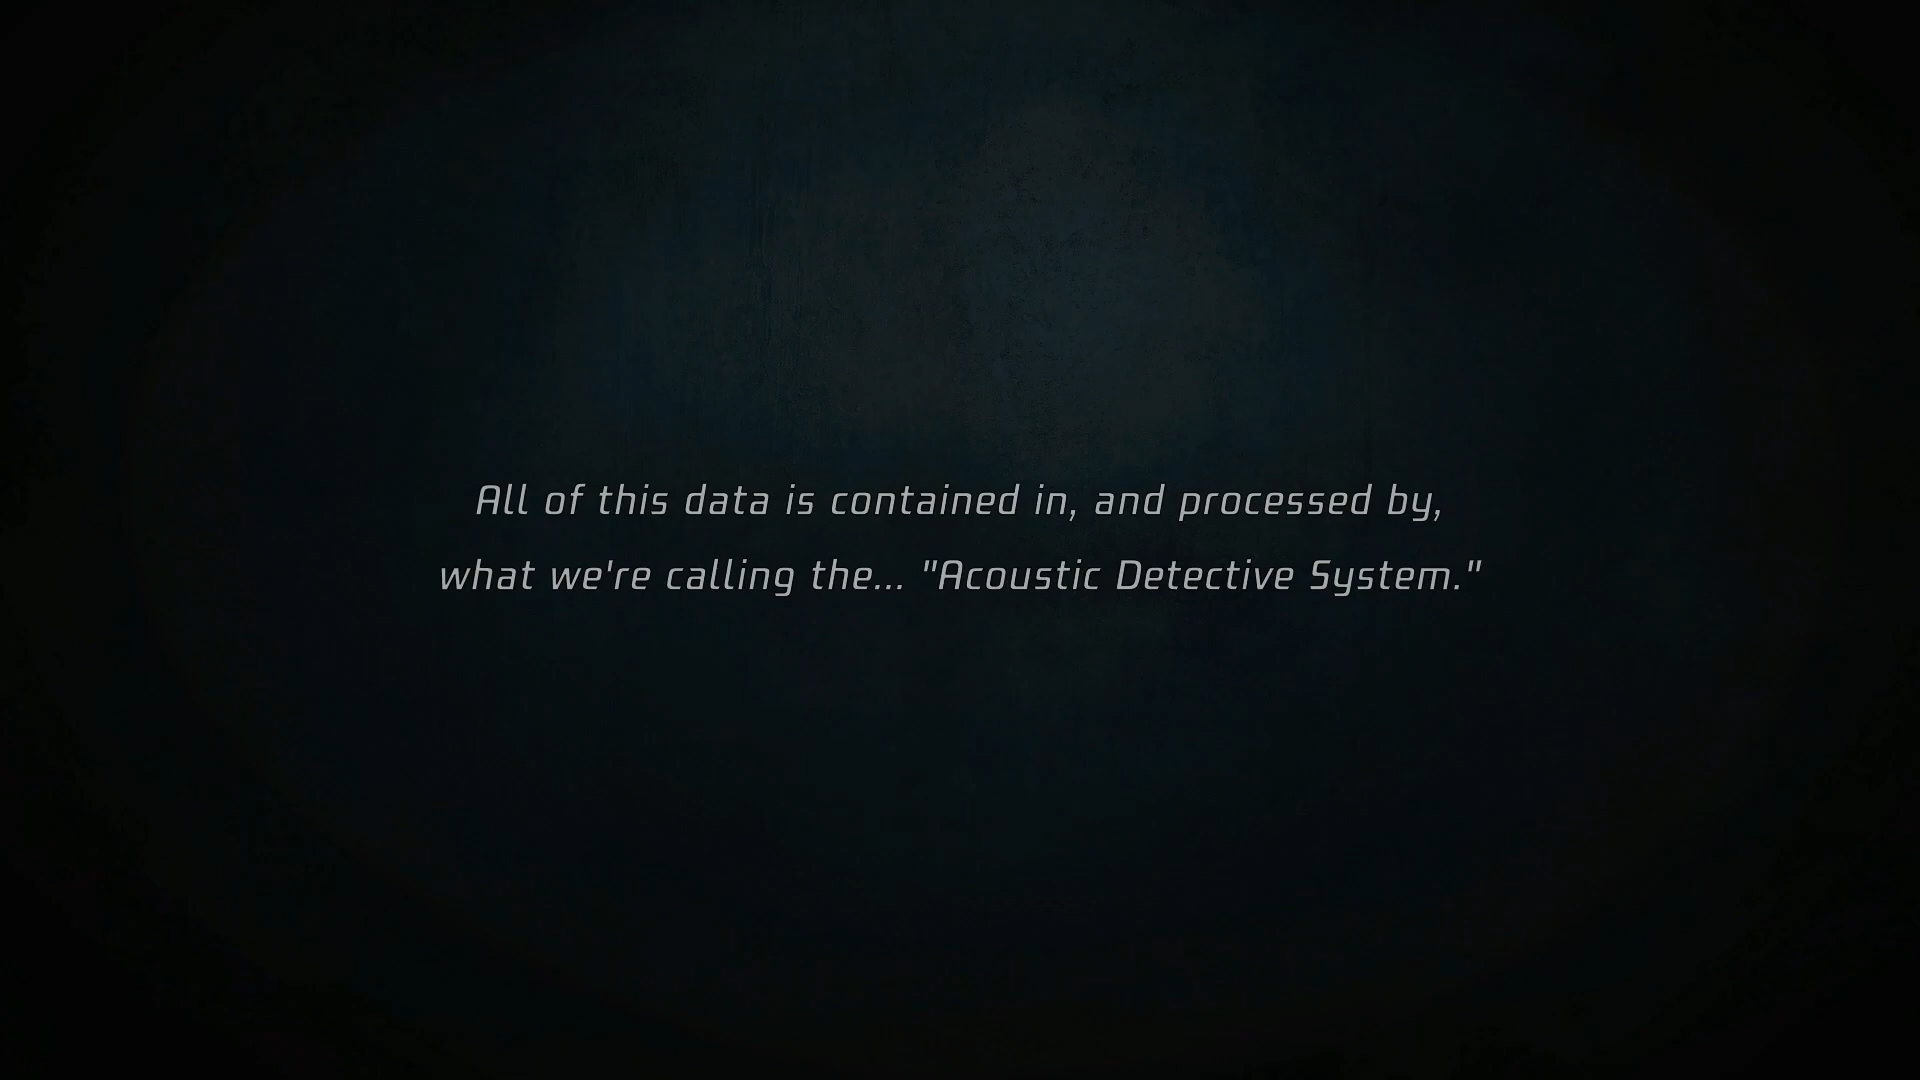 All of this data is contained in, and processed by,
what we're calling the... "Acoustic Detective System."